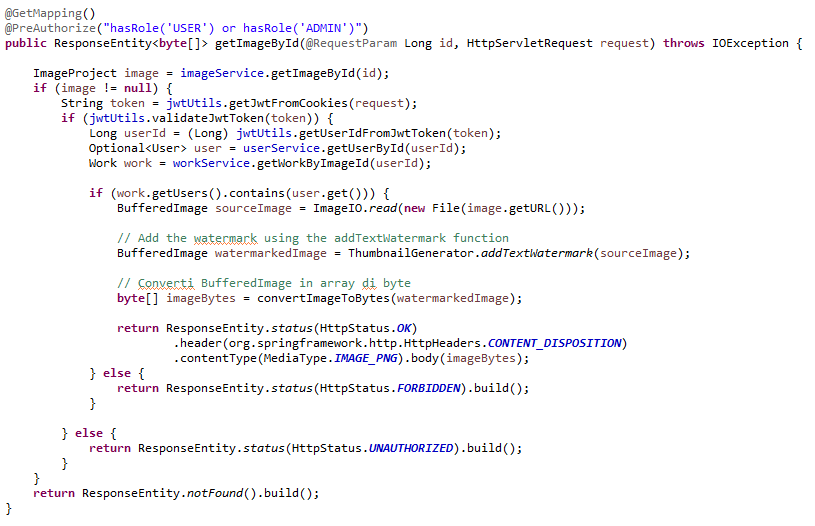 @GetMapping()
@PreAuthorize("hasRole('USER') or hasRole('ADMIN')")
public ResponseEntity<byte[]> getImageById(@RequestParam Long id, HttpServletRequest request) throws IOException {
ImageProject image = imageService.getImageById(id);
if (image != null) {
String token = jwtUtils.getJwtFromCookies(request);
if (jwtUtils.validateJwtToken(token)) {
Long userId = (Long) jwtUtils.getUserIdFromJwtToken(token);
Optional<User> user = userService.getUserById(userId);
Work work = workService.getWorkByImageId(userId);
if (work.getUsers().contains(user.get())) {
BufferedImage sourceImage = ImageIO.read(new File(image.getURL()));
// Add the watermark using the addTextWatermark function
BufferedImage watermarkedImage = ThumbnailGenerator.addTextWatermark(sourceImage);
// Converti BufferedImage in array di byte
byte[] imageBytes = convertImageToBytes(watermarkedImage);
return ResponseEntity.status(HttpStatus.OK)
.header(org.springframework.http.HttpHeaders.CONTENT_DISPOSITION)
.contentType(MediaType.IMAGE_PNG).body(imageBytes);
} else {
return ResponseEntity.status(HttpStatus.FORBIDDEN).build();
}
} else {
return ResponseEntity.status(HttpStatus.UNAUTHORIZED).build();
}
}
return ResponseEntity.notFound().build();
}